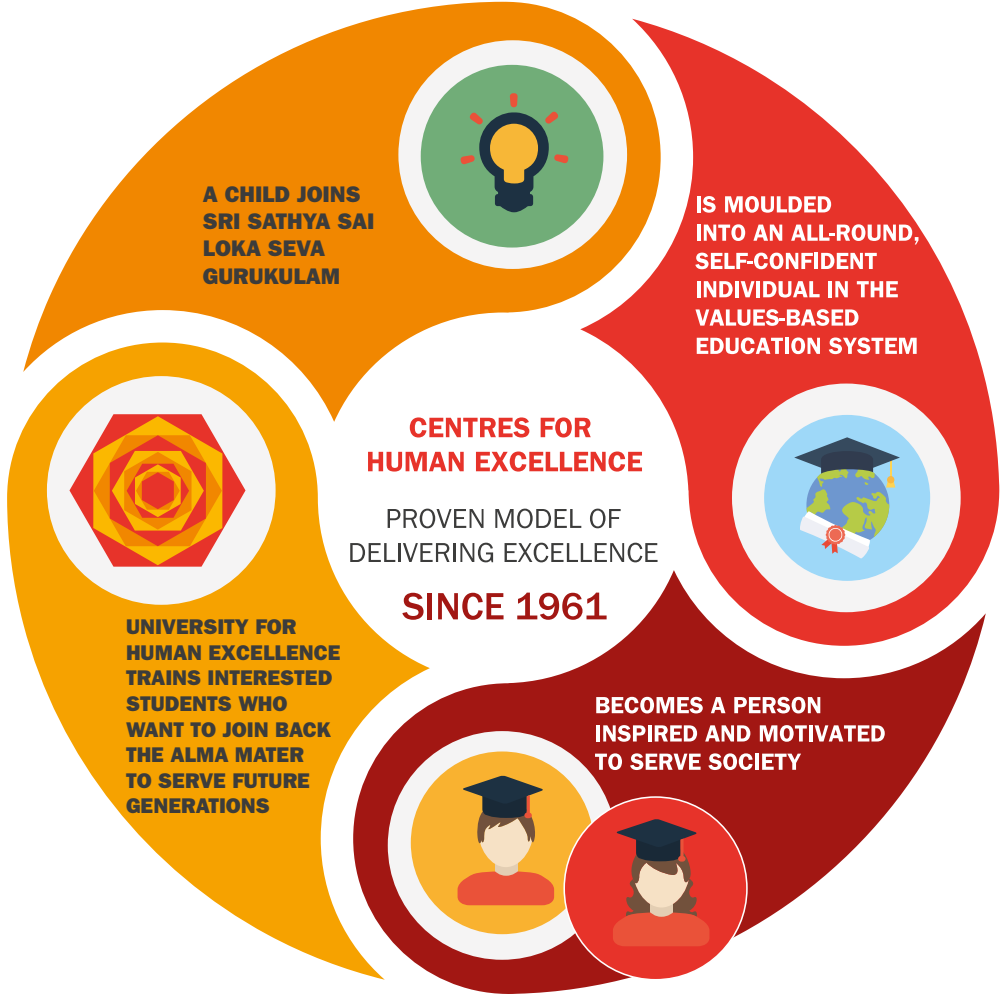 A CHILD JOINS
SRI SATHYA SAI
LOKA SEVA
GURUKULAM
IS MOULDED
INTO AN ALL-ROUND,
SELF-CONFIDENT
INDIVIDUAL IN THE
VALUES-BASED
EDUCATION SYSTEM
CENTRES FOR
HUMAN EXCELLENCE
PROVEN MODEL OF
DELIVERING EXCELLENCE
SINCE 1961
BECOMES A PERSON
INSPIRED AND MOTIVATED
TO SERVE SOCIETY
UNIVERSITY FOR
HUMAN EXCELLENCE
TRAINS INTERESTED
STUDENTS WHO
WANT TO JOIN BACK
THE ALMA MATER
TO SERVE FUTURE
GENERATIONS